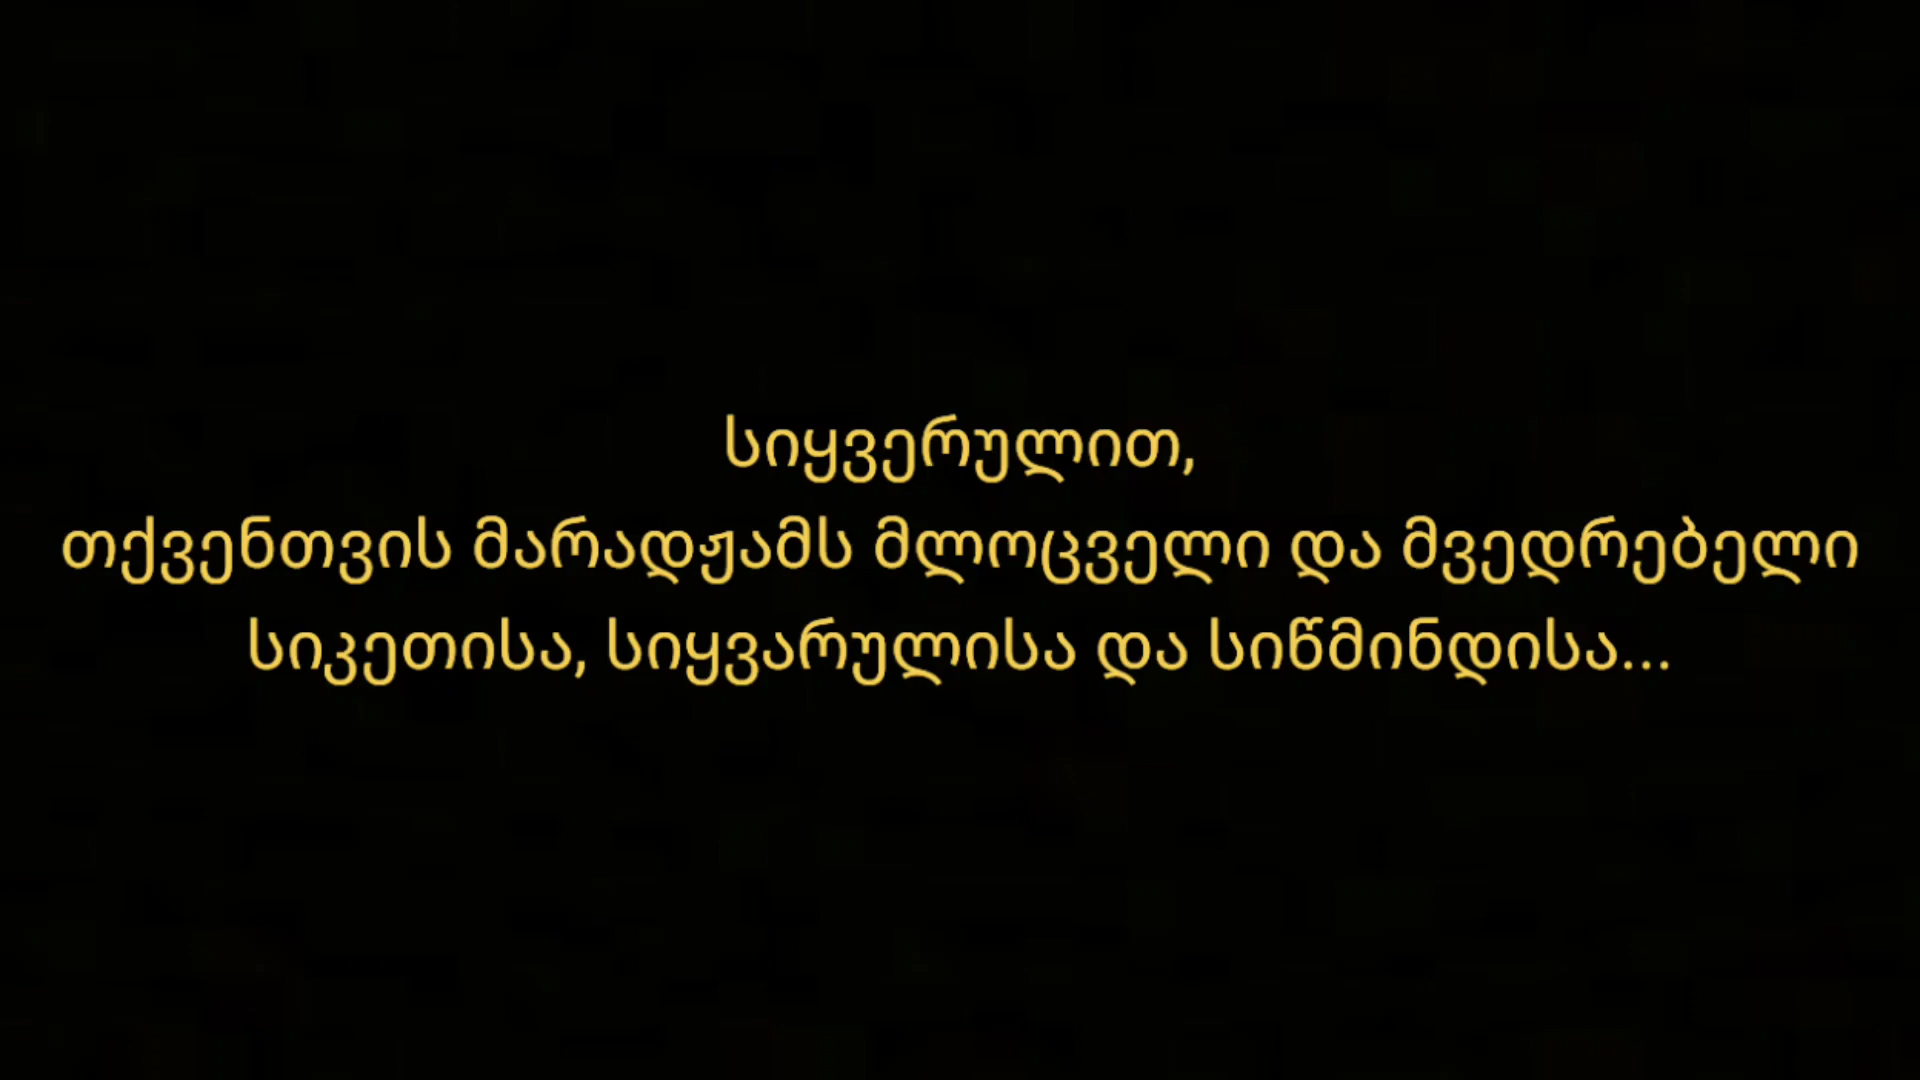 სიყვერულით,
თქვენთვის მარადჟამს მლოცველი და მვედრებელი
სიკეთისა, სიყვარულისა და სიწმინდისა...